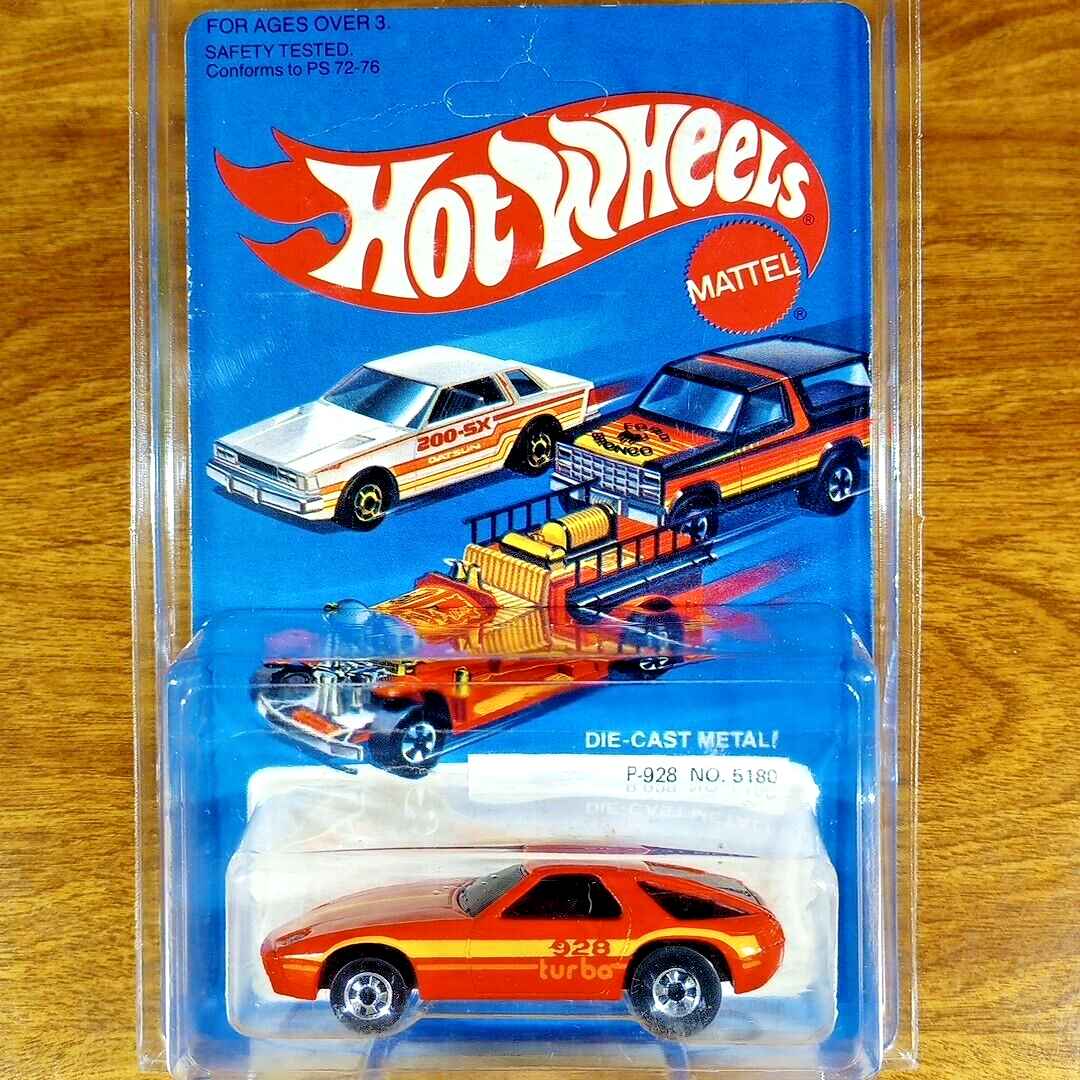 FOR AGES OVER 3.
SAFETY TESTED.
Conforms to PS 72-76
HOT WHEELS®
MATTEL
®
200-SX
DATSUN
FORD
BRONCO
DIE-CAST METAL!
P-928 NO. 5180
928
turbo